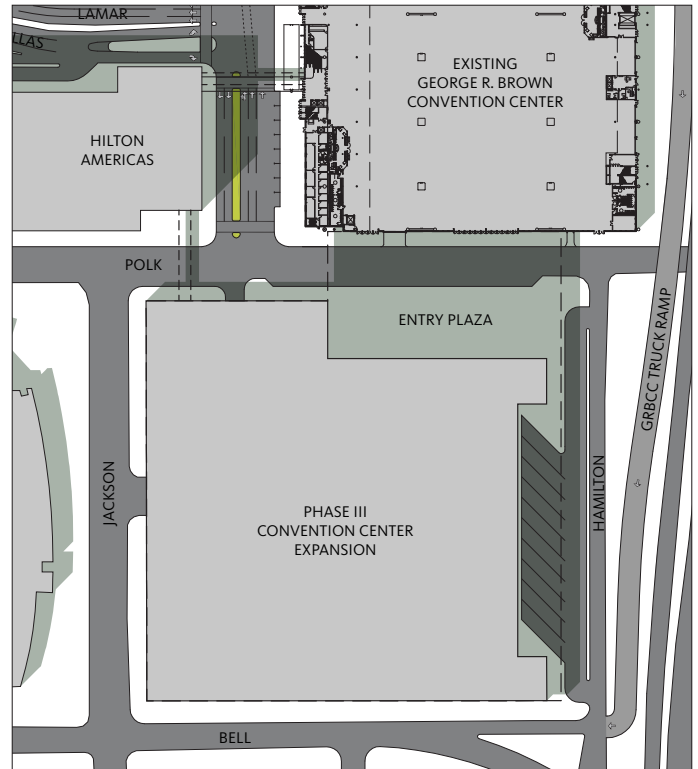 LAMAR
LLAS
EXISTING
GEORGE R. BROWN
CONVENTION CENTER
HILTON
AMERICAS
POLK
ENTRY PLAZA
GRBCC TRUCK RAMP
JACKSON
HAMILTON
PHASE III
CONVENTION CENTER
EXPANSION
BELL